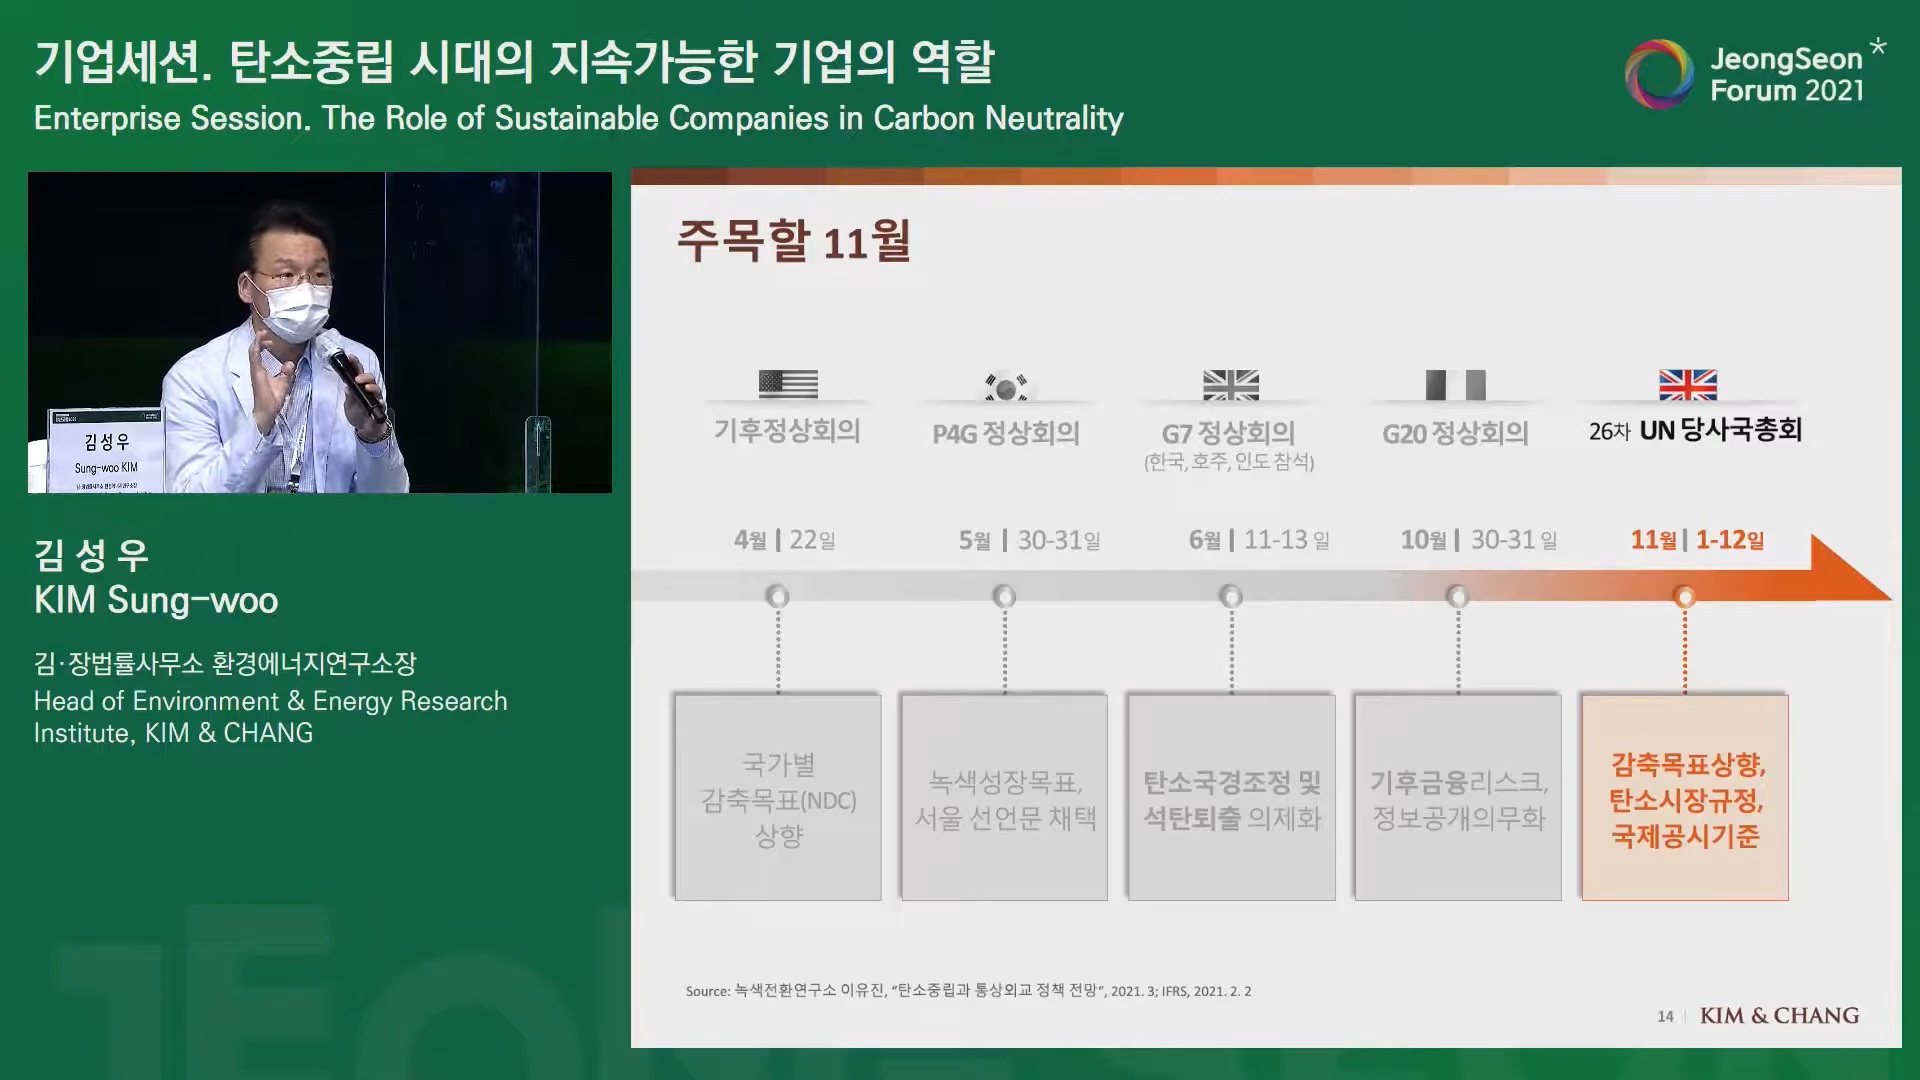 기업세션. 탄소중립 시대의 지속가능한 기업의 역할
Enterprise Session. The Role of Sustainable Companies in Carbon Neutrality
JeongSeon
Forum 2021
김성우
Sung-woo KIM
김 성 우
KIM Sung-woo
김·장법률사무소 환경에너지연구소장
Head of Environment & Energy Research
Institute, KIM & CHANG
주목할 11월
기후정상회의
P4G 정상회의
G7 정상회의
(한국, 호주, 인도 참석)
G20 정상회의
26차 UN 당사국총회
4월 | 22일
5월 | 30-31일
6월 | 11-13 일
10월 | 30-31 일
11월 | 1-12일
국가별
감축목표(NDC)
상향
녹색성장목표,
서울 선언문 채택
탄소국경조정 및
석탄퇴출 의제화
기후금융리스크,
정보공개의무화
감축목표상향,
탄소시장규정,
국제공시기준
Source: 녹색전환연구소 이유진, “탄소중립과 통상외교 정책 전망“, 2021. 3; IFRS, 2021. 2. 2
14 | KIM & CHANG